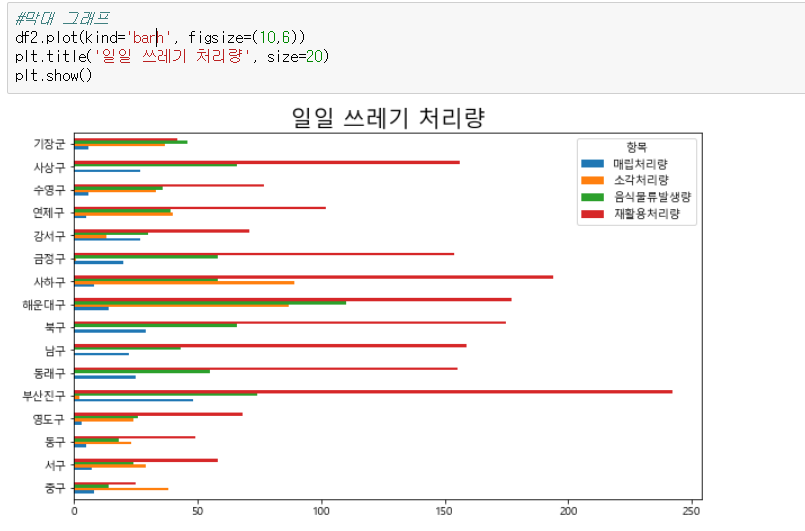 #막대 그래프
df2.plot(kind='barh', figsize=(10,6))
plt.title('일일 쓰레기 처리량', size=20)
plt.show()
일일 쓰레기 처리량
기장군
사상구
수영구
연제구
강서구
금정구
사하구
해운대구
북구
남구
동래구
부산진구
영도구
동구
서구
중구
항목
매립처리량
소각처리량
음식물류발생량
재활용처리량
0 50 100 150 200 250